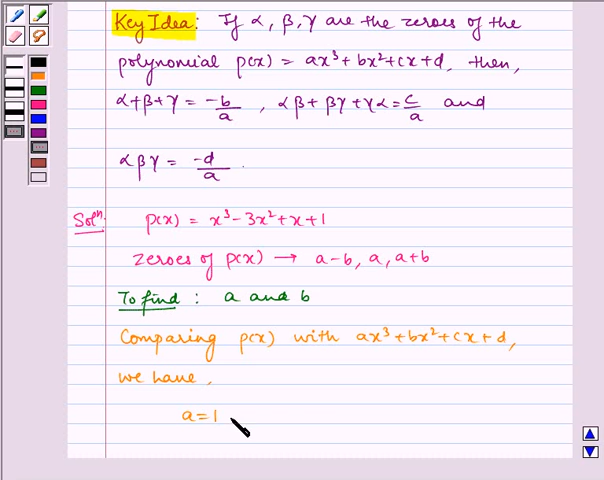 Key Idea : If α, β, γ are the zeroes of the
polynomial p(x) = ax³ + bx² + cx + d, then,
α+β+γ = -b/a , αβ + βγ + γα = c/a and
αβγ = -d/a .
Solⁿ: p(x) = x³ - 3x² + x + 1
zeroes of p(x) → a-b, a, a+b
To find : a and b
Comparing p(x) with ax³ + bx² + cx + d,
we have,
a = 1